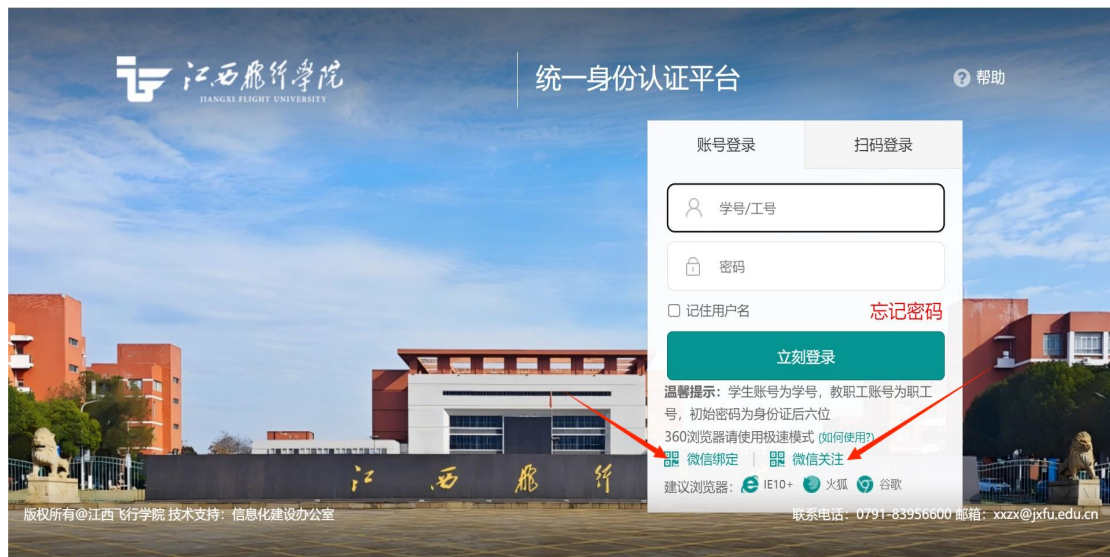 江西飛行學院
JIANGXI FLIGHT UNIVERSITY
统一身份认证平台
帮助
账号登录 扫码登录
学号/工号
密码
记住用户名 忘记密码
立刻登录
温馨提示：学生账号为学号，教职工账号为职工
号，初始密码为身份证后六位
360浏览器请使用极速模式 (如何使用?)
微信绑定 | 微信关注
建议浏览器： IE10+ 火狐 谷歌
江 西 飛 行
版权所有@江西飞行学院 技术支持：信息化建设办公室
联系电话：0791-83956600 邮箱：xxzx@jxfu.edu.cn